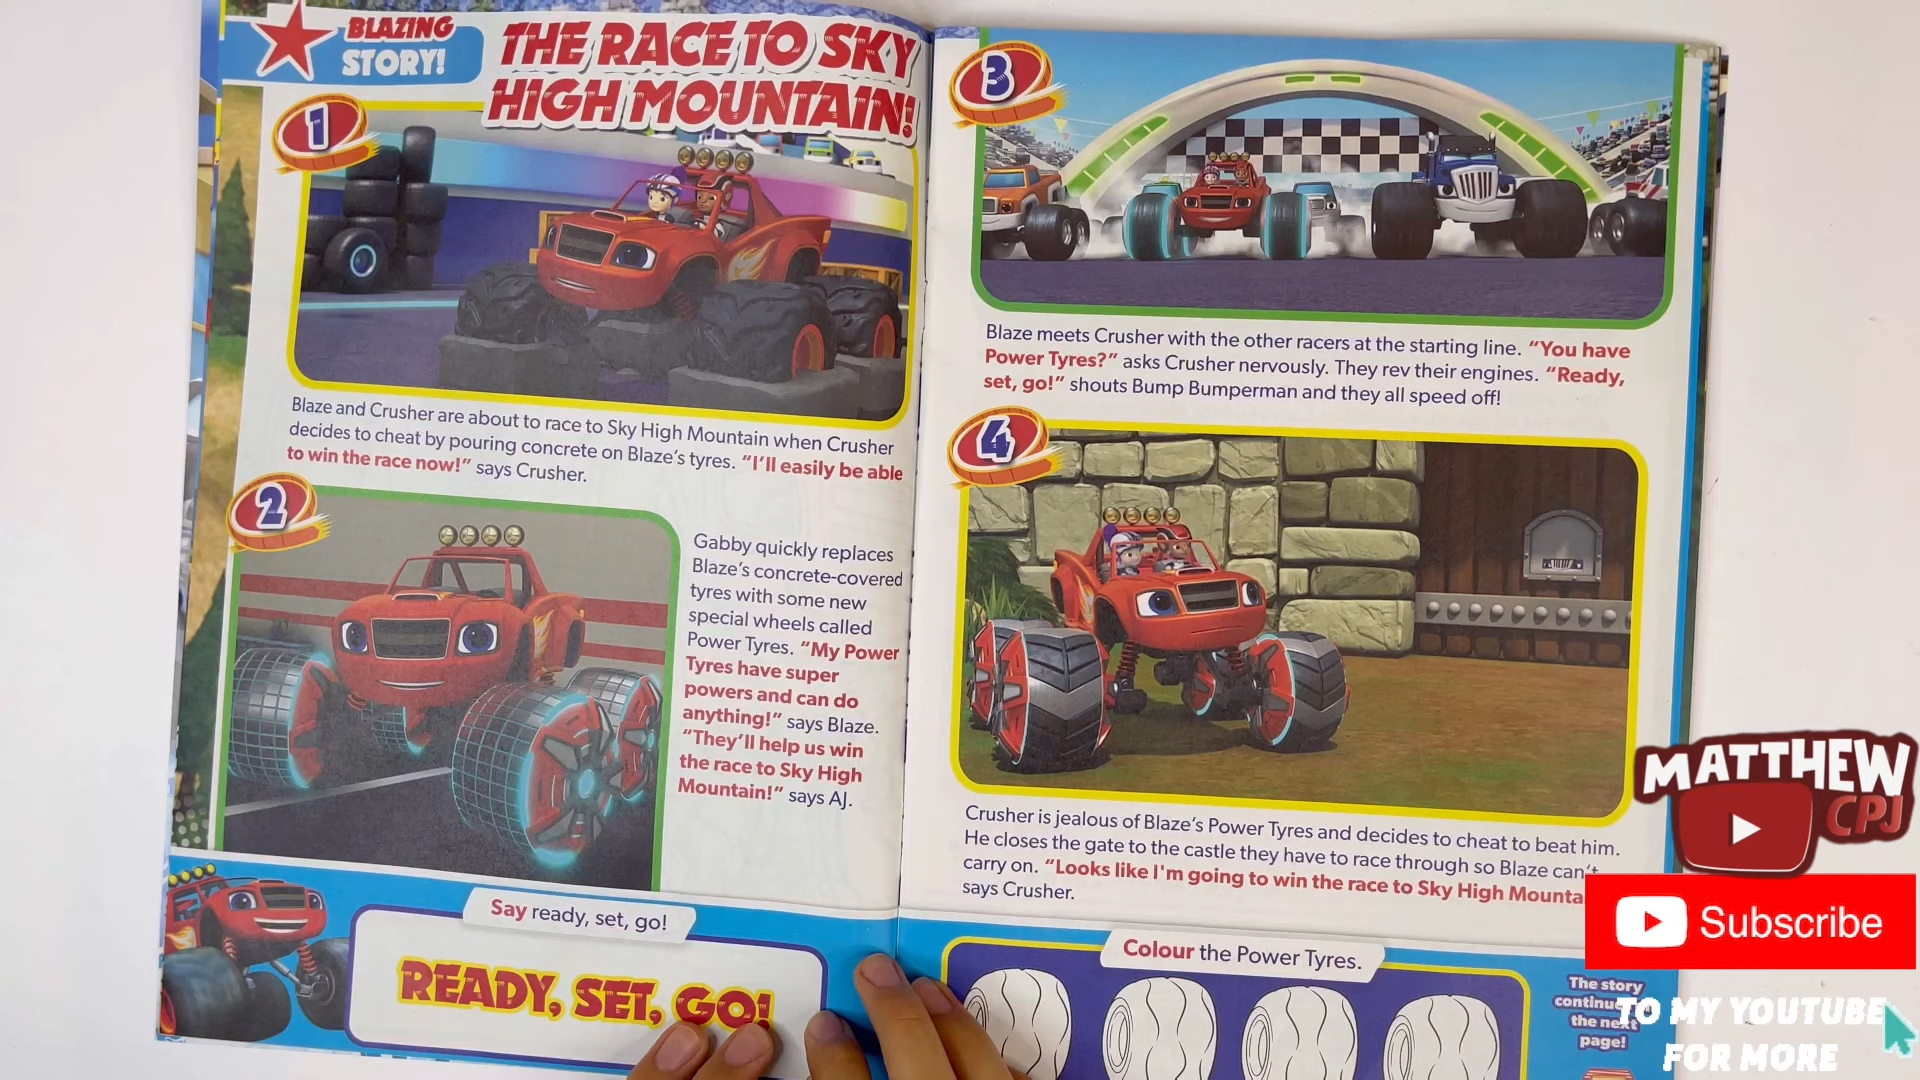 BLAZING
STORY!
THE RACE TO SKY
HIGH MOUNTAIN!
1
Blaze and Crusher are about to race to Sky High Mountain when Crusher
decides to cheat by pouring concrete on Blaze's tyres. "I'll easily be able
to win the race now!" says Crusher.
2
Gabby quickly replaces
Blaze's concrete-covered
tyres with some new
special wheels called
Power Tyres. "My Power
Tyres have super
powers and can do
anything!" says Blaze.
"They'll help us win
the race to Sky High
Mountain!" says AJ.
Say ready, set, go!
READY, SET, GO!
3
Blaze meets Crusher with the other racers at the starting line. "You have
Power Tyres?" asks Crusher nervously. They rev their engines. "Ready,
set, go!" shouts Bump Bumperman and they all speed off!
4
Crusher is jealous of Blaze's Power Tyres and decides to cheat to beat him.
He closes the gate to the castle they have to race through so Blaze can't
carry on. "Looks like I'm going to win the race to Sky High Mounta
says Crusher.
Colour the Power Tyres.
The story
continue
the next
page!
MATTHEW
CPJ
Subscribe
TO MY YOUTUBE
FOR MORE